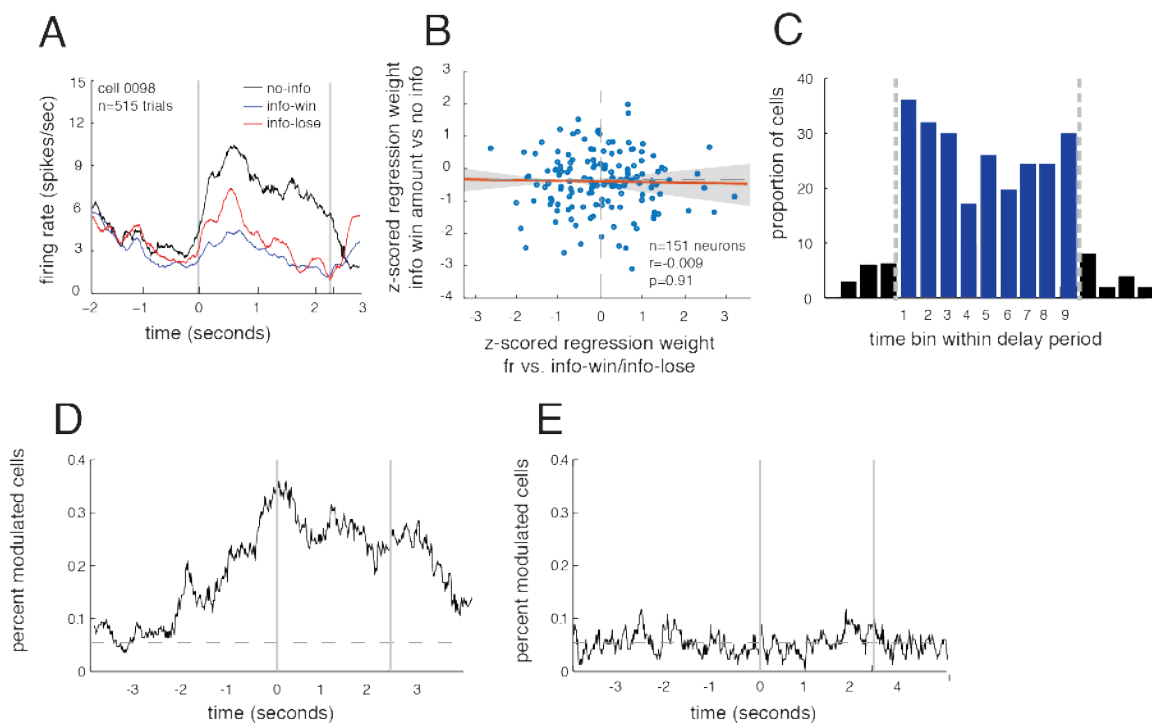 A
firing rate (spikes/sec)
15
12
9
6
3
0
cell 0098
n=515 trials
no-info
info-win
info-lose
−2
-1
0
1
2
3
time (seconds)
B
z-scored regression weight
info win amount vs no info
3
2
1
0
-1
-2
-3
-4
n=151 neurons
r=-0.009
p=0.91
-3
-2
-1
0
1
2
3
z-scored regression weight
fr vs. info-win/info-lose
C
proportion of cells
40
30
20
10
0
1
2
3
4
5
6
7
8
9
time bin within delay period
D
percent modulated cells
0.4
0.3
0.2
0.1
0
-3
-2
-1
0
1
2
3
time (seconds)
E
percent modulated cells
0.4
0.3
0.2
0.1
0
-3
-2
-1
0
1
2
4
time (seconds)